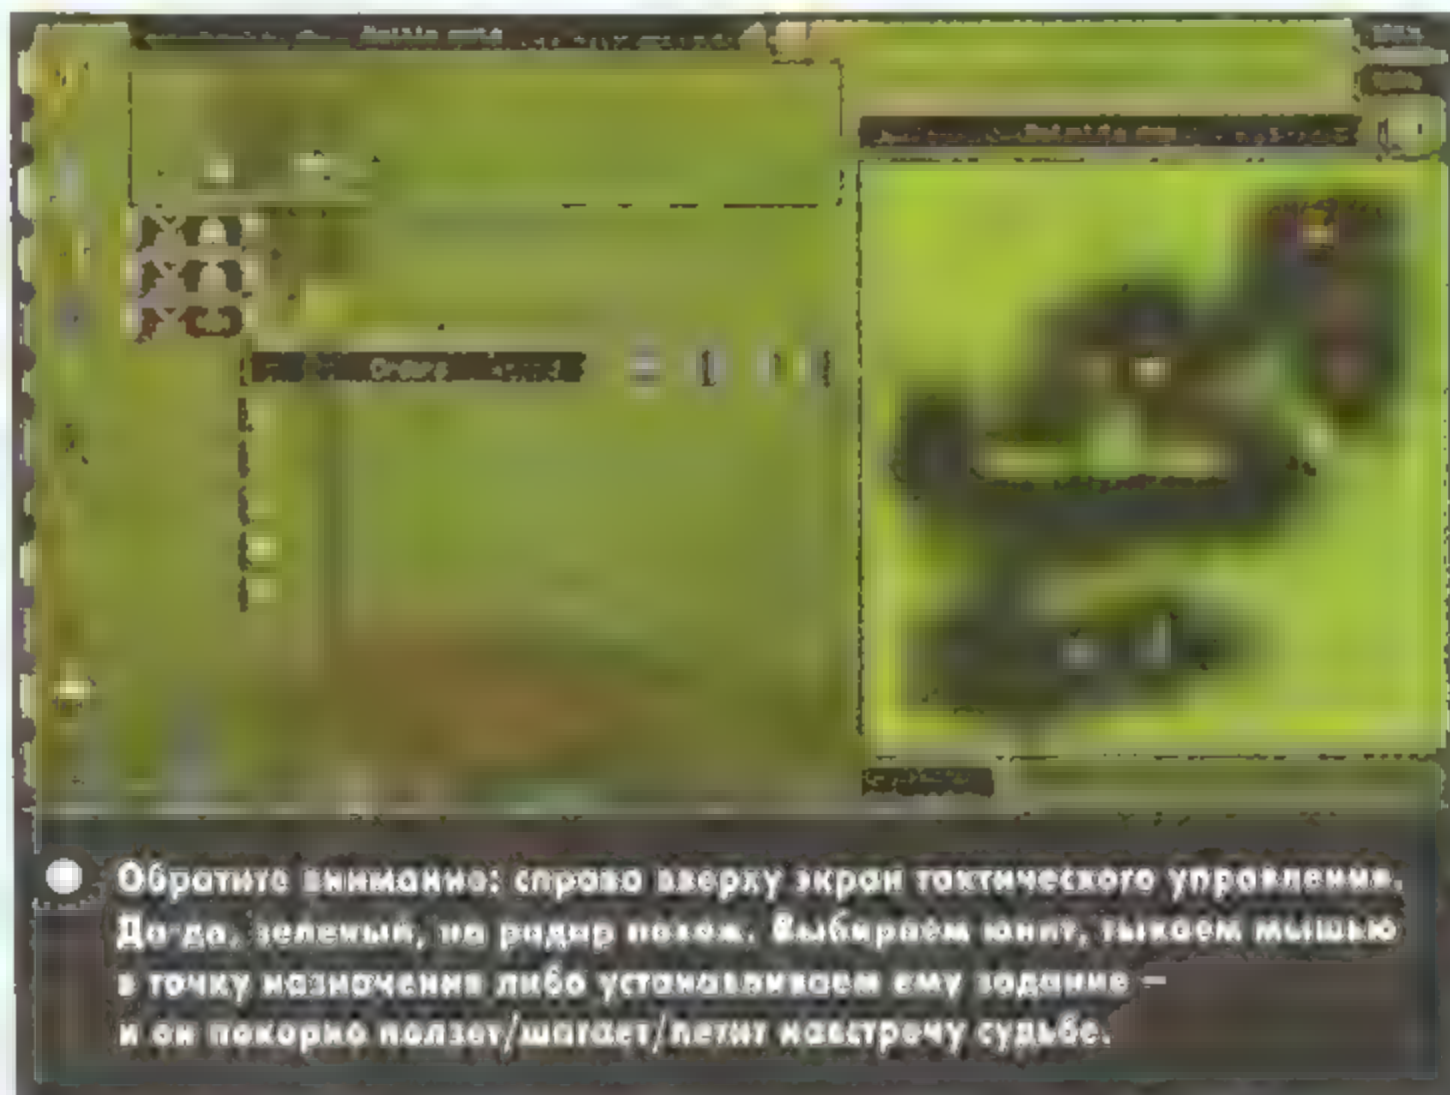 Orders
Обратите внимание: справа вверху экран тактического управления.
Да-да, зеленый, на радар похож. Выбираем юнит, тыкаем мышью
в точку назначения либо устанавливаем ему задание –
и он покорно ползет/шагает/летит навстречу судьбе.